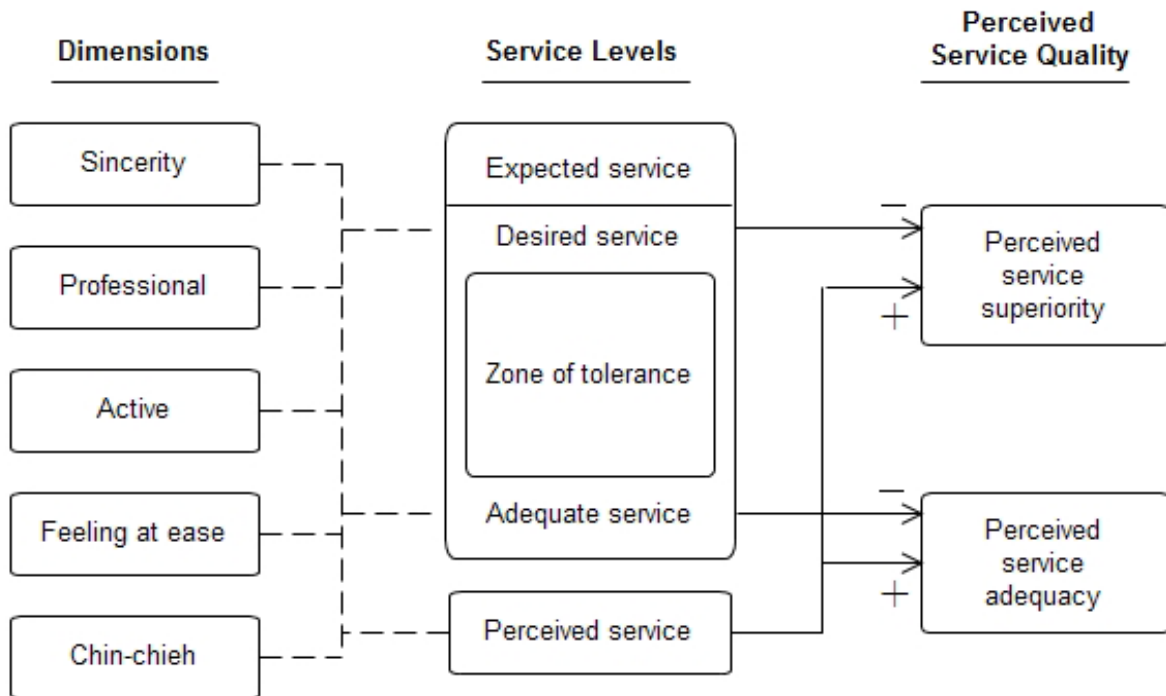 Dimensions
Service Levels
Perceived
Service Quality
Sincerity
Professional
Active
Feeling at ease
Chin-chieh
Expected service
Desired service
Zone of tolerance
Adequate service
Perceived service
−
Perceived
service
superiority
+
−
Perceived
service
adequacy
+